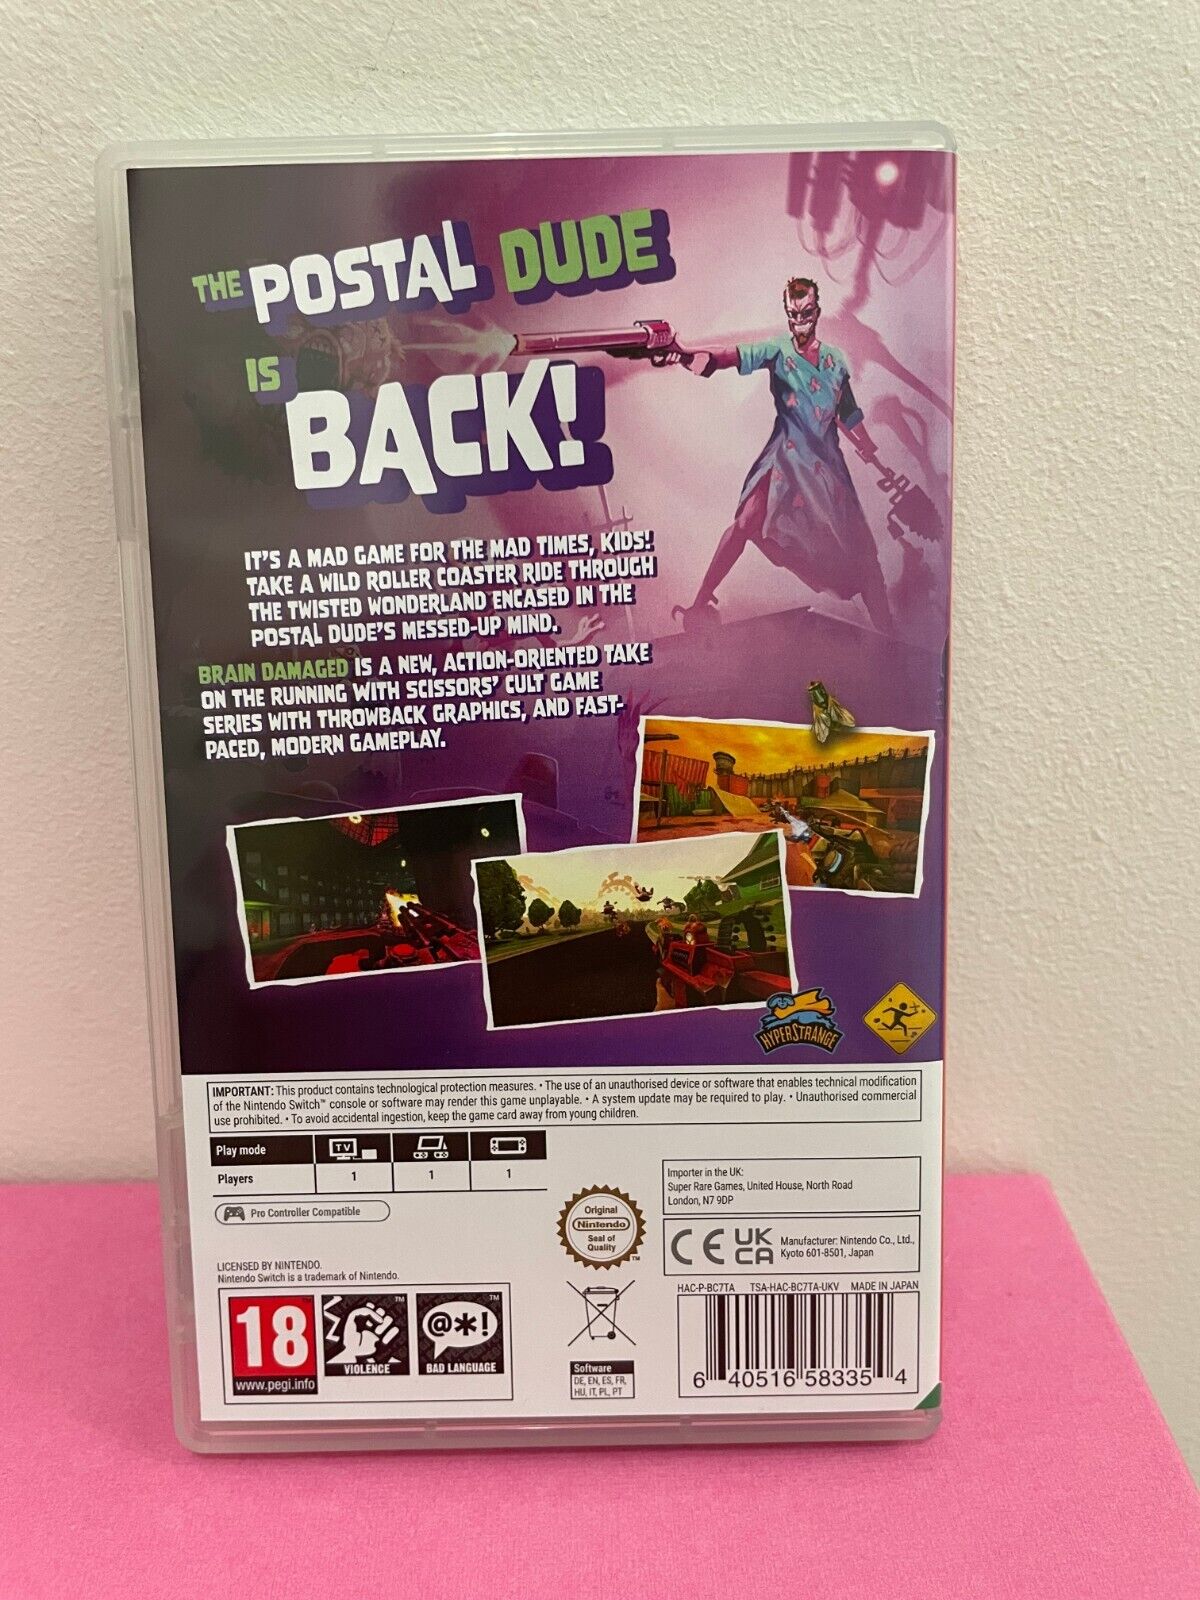 THE POSTAL DUDE
IS
BACK!
IT'S A MAD GAME FOR THE MAD TIMES, KIDS!
TAKE A WILD ROLLER COASTER RIDE THROUGH
THE TWISTED WONDERLAND ENCASED IN THE
POSTAL DUDE'S MESSED-UP MIND.
BRAIN DAMAGED IS A NEW, ACTION-ORIENTED TAKE
ON THE RUNNING WITH SCISSORS' CULT GAME
SERIES WITH THROWBACK GRAPHICS, AND FAST-
PACED, MODERN GAMEPLAY.
HYPERSTRANGE
IMPORTANT: This product contains technological protection measures. • The use of an unauthorised device or software that enables technical modification
of the Nintendo Switch™ console or software may render this game unplayable. • A system update may be required to play. • Unauthorised commercial
use prohibited. • To avoid accidental ingestion, keep the game card away from young children.
Play mode TV
Players 1 1 1
Pro Controller Compatible
LICENSED BY NINTENDO.
Nintendo Switch is a trademark of Nintendo.
18
www.pegi.info
TM
VIOLENCE
TM
@*!
BAD LANGUAGE
Original
Nintendo
Seal of
Quality
TM
Software
DE, EN, ES, FR,
HU, IT, PL, PT
Importer in the UK:
Super Rare Games, United House, North Road
London, N7 9DP
CE UK CA
Manufacturer: Nintendo Co., Ltd.,
Kyoto 601-8501, Japan
HAC-P-BC7TA TSA-HAC-BC7TA-UKV MADE IN JAPAN
6 40516 58335 4